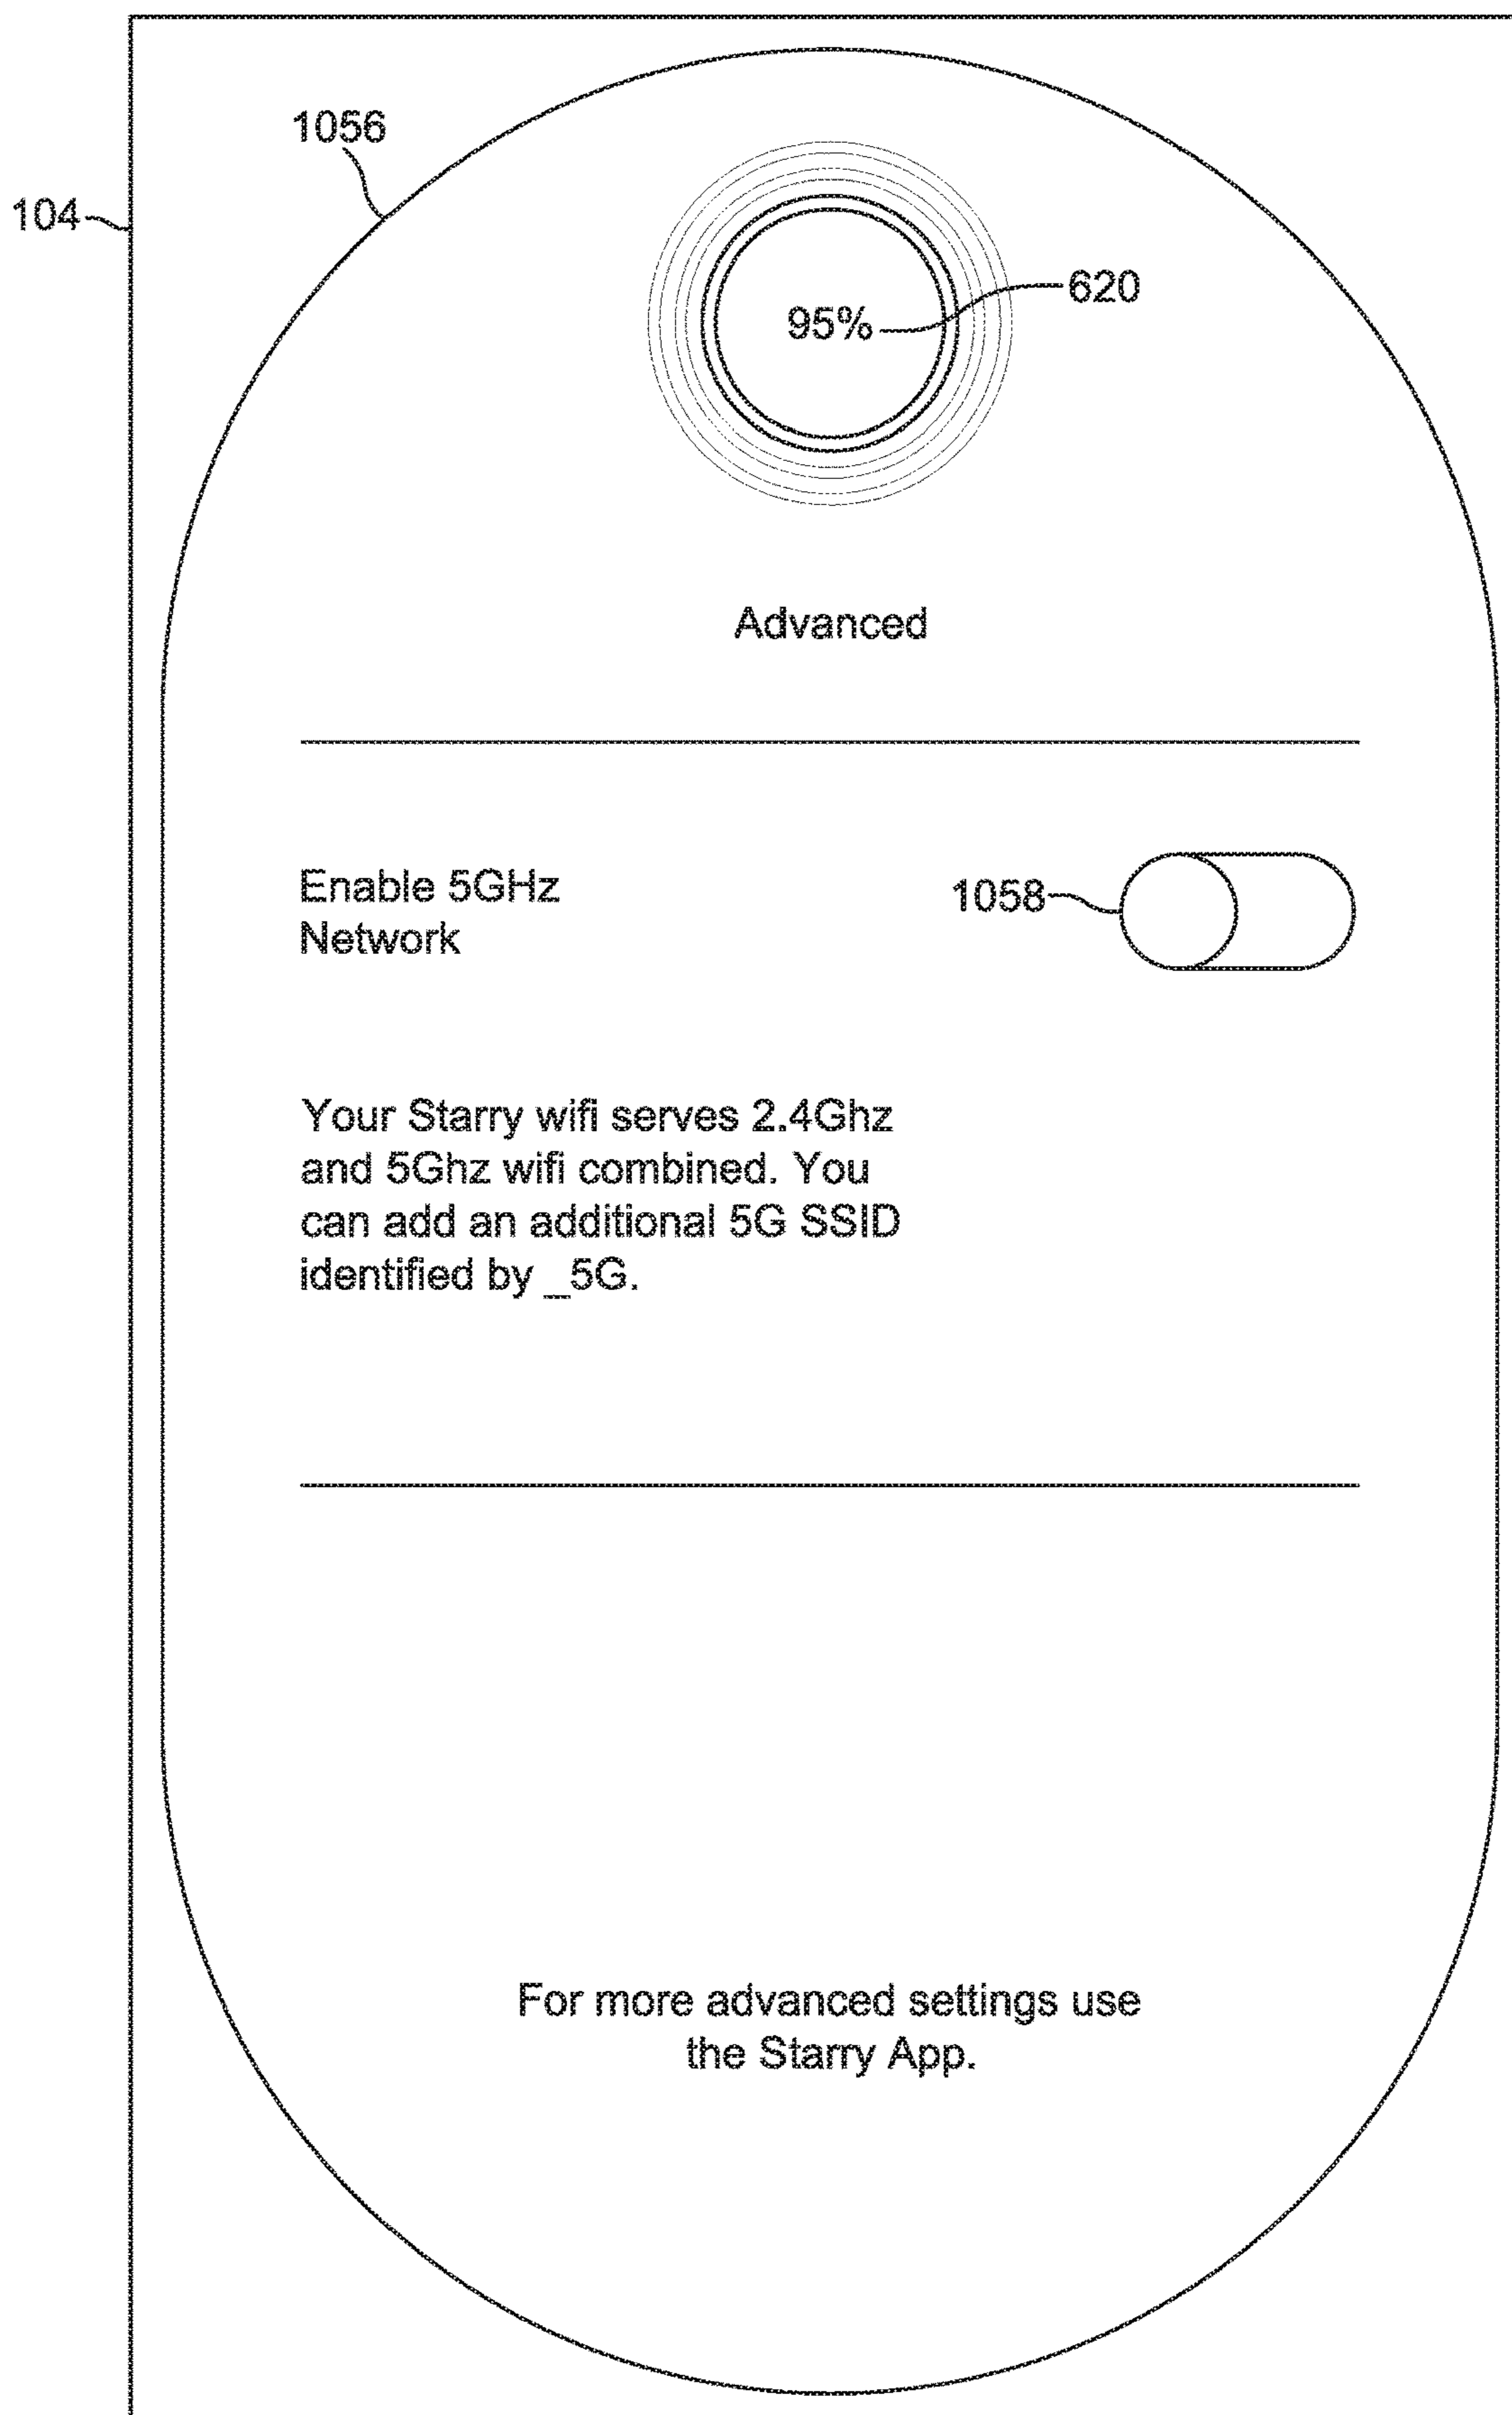 1056
104
95%
620
Advanced
Enable 5GHz
Network
1058
Your Starry wifi serves 2.4Ghz
and 5Ghz wifi combined. You
can add an additional 5G SSID
identified by _5G.
For more advanced settings use
the Starry App.